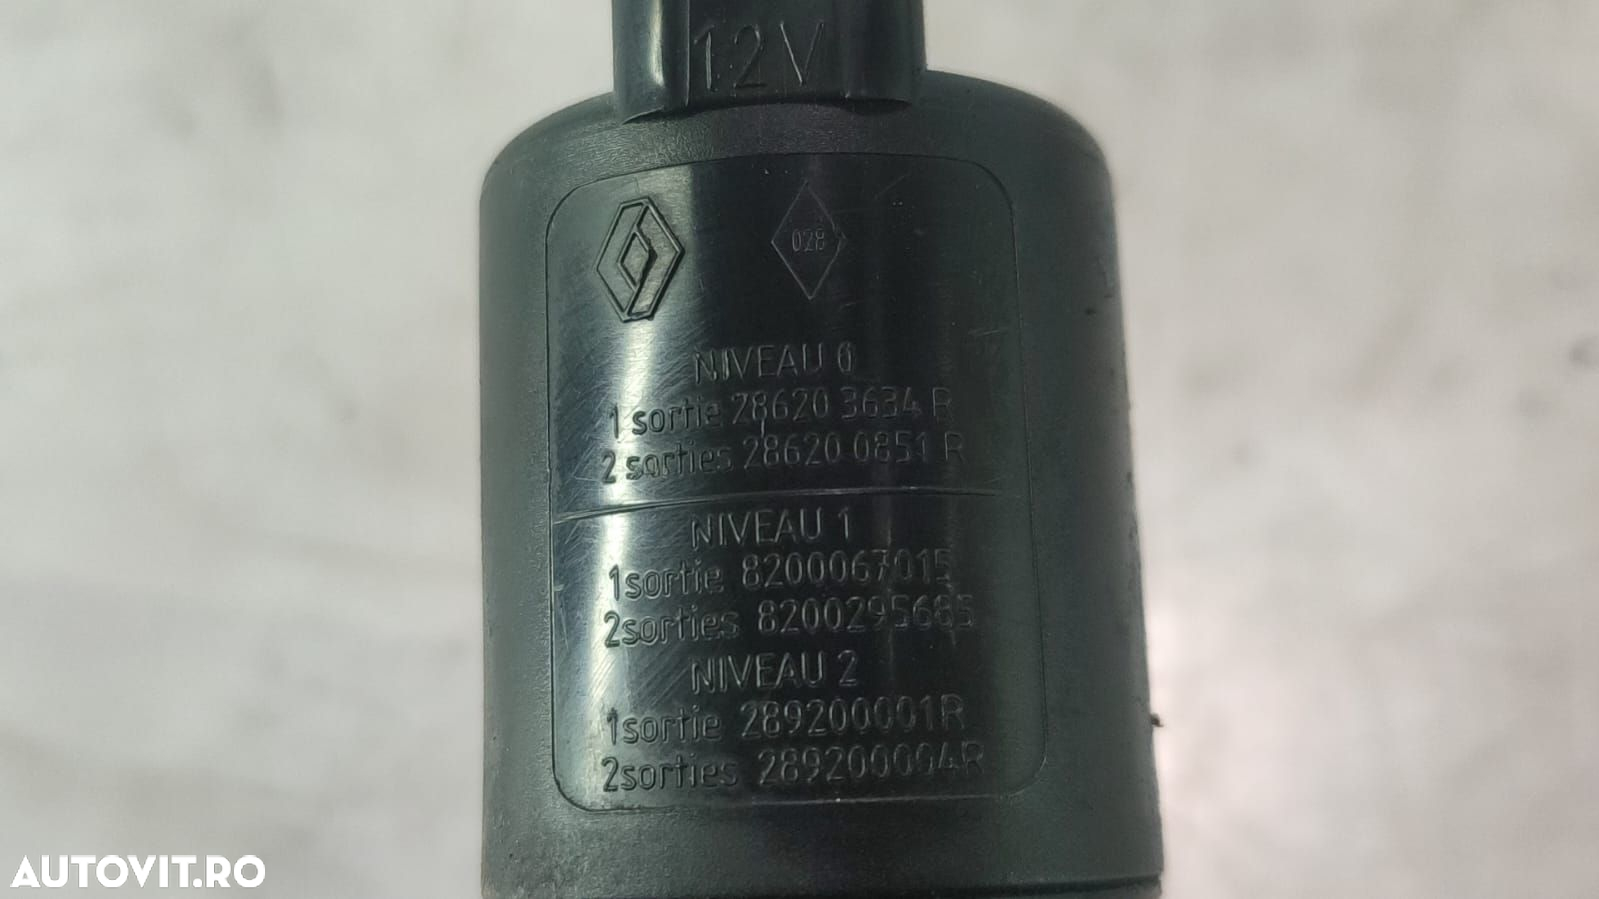 12V
028
NIVEAU 0
1 sortie 28620 3634 R
2 sorties 28620 0851 R
NIVEAU 1
1sortie 8200067015
2sorties 8200295685
NIVEAU 2
1sortie 289200001R
2sorties 289200004R
AUTOVIT.RO